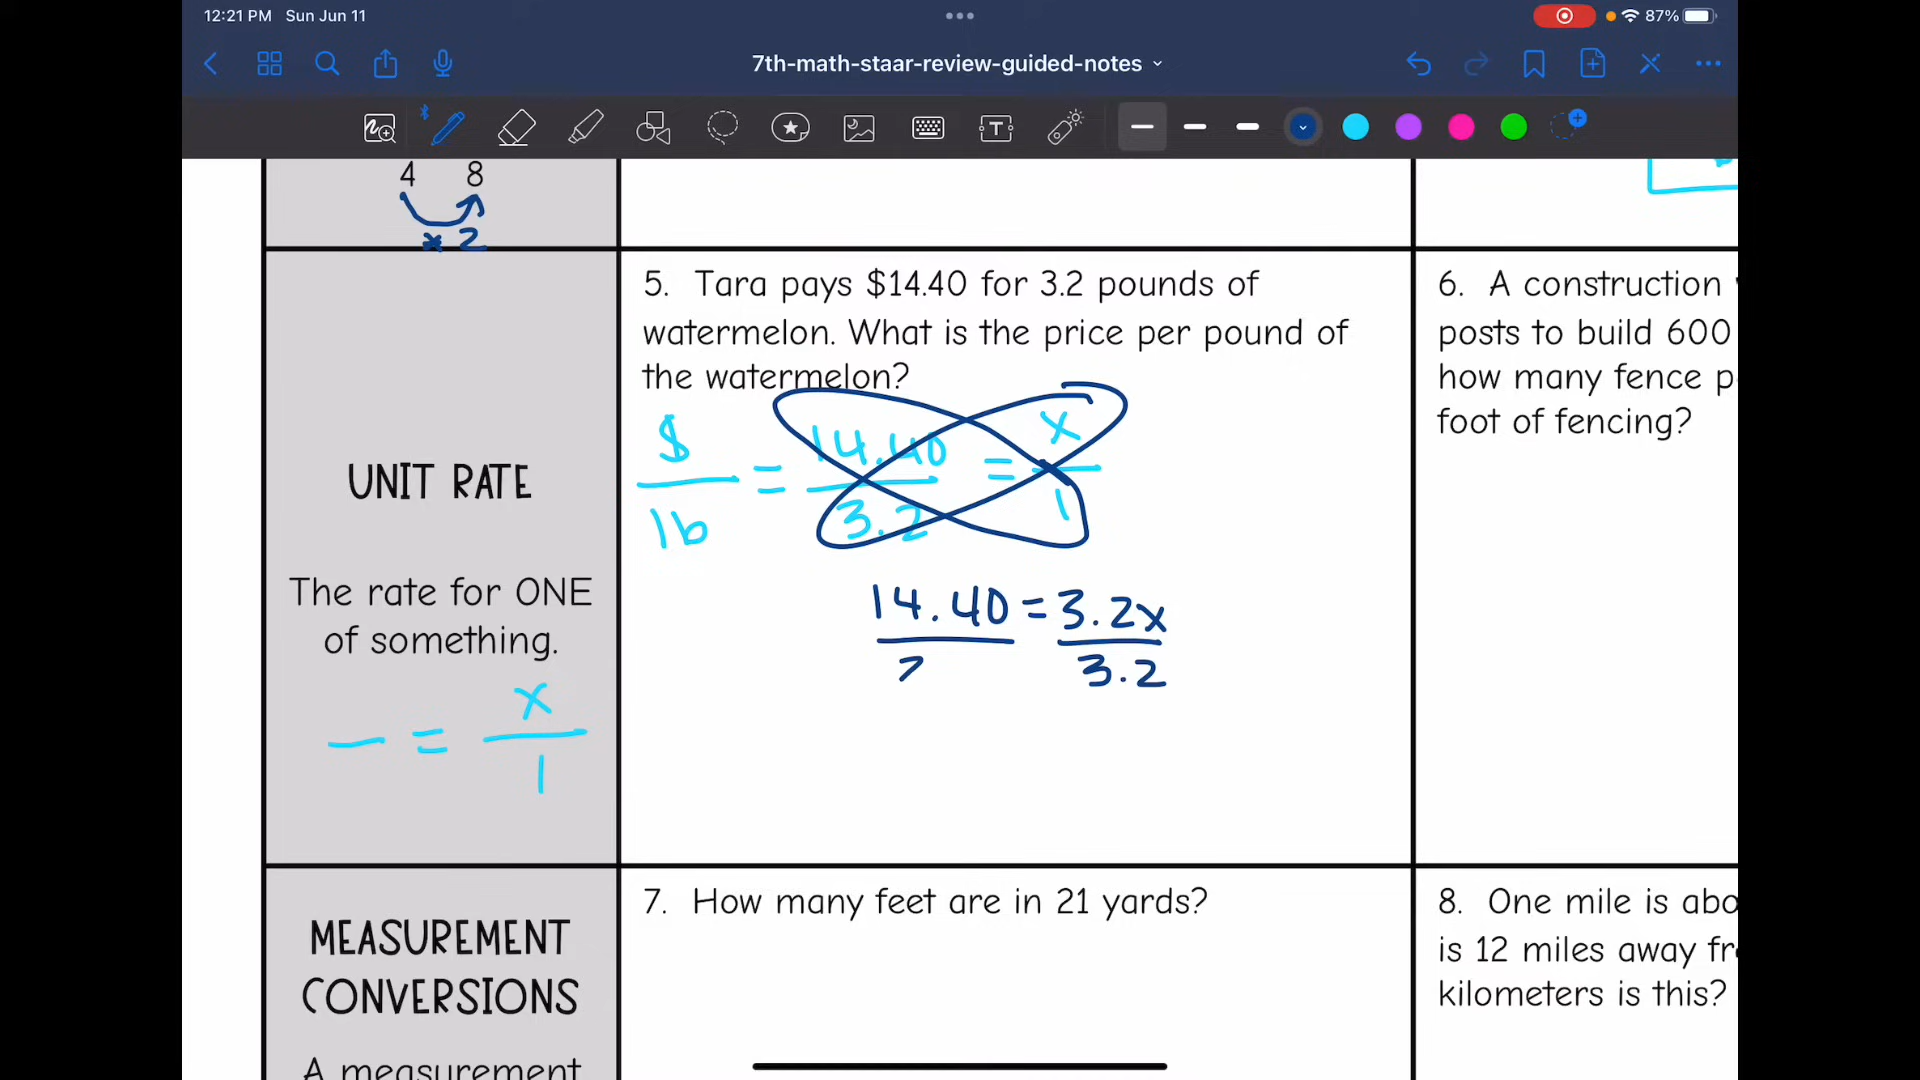 12:21 PM Sun Jun 11
87%
7th-math-staar-review-guided-notes
4 8
* 2
UNIT RATE
The rate for ONE
of something.
— = x/1
5. Tara pays $14.40 for 3.2 pounds of
watermelon. What is the price per pound of
the watermelon?
$/lb = 14.40/3.2 = x/1
14.40 = 3.2x
3.2
6. A construction
posts to build 600
how many fence p
foot of fencing?
MEASUREMENT
CONVERSIONS
A measurement
7. How many feet are in 21 yards?
8. One mile is abo
is 12 miles away fr
kilometers is this?